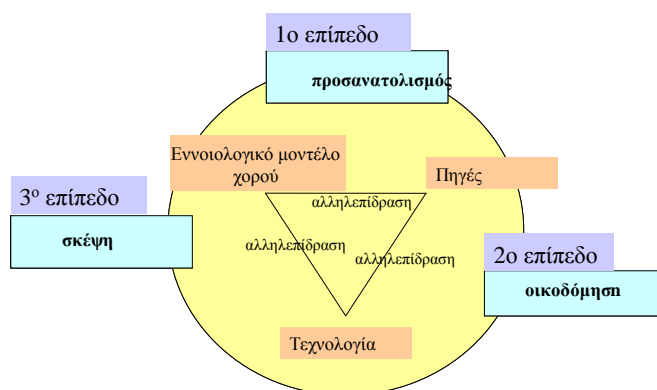 1ο επίπεδο
προσανατολισμός
Εννοιολογικό μοντέλο
χορού
Πηγές
3ο επίπεδο
σκέψη
αλληλεπίδραση
αλληλεπίδραση
αλληλεπίδραση
2ο επίπεδο
οικοδόμηση
Τεχνολογία